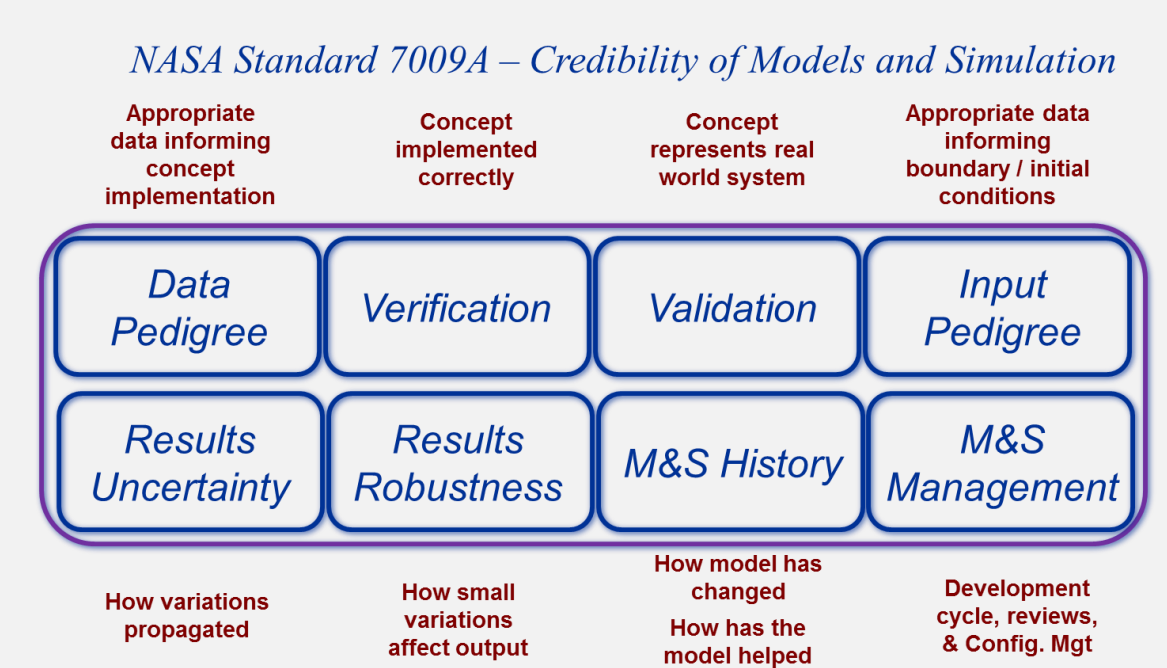 NASA Standard 7009A – Credibility of Models and Simulation
Appropriate
data informing
concept
implementation
Concept
implemented
correctly
Concept
represents real
world system
Appropriate data
informing
boundary / initial
conditions
Data
Pedigree
Verification
Validation
Input
Pedigree
Results
Uncertainty
Results
Robustness
M&S History
M&S
Management
How variations
propagated
How small
variations
affect output
How model has
changed
How has the
model helped
Development
cycle, reviews,
& Config. Mgt